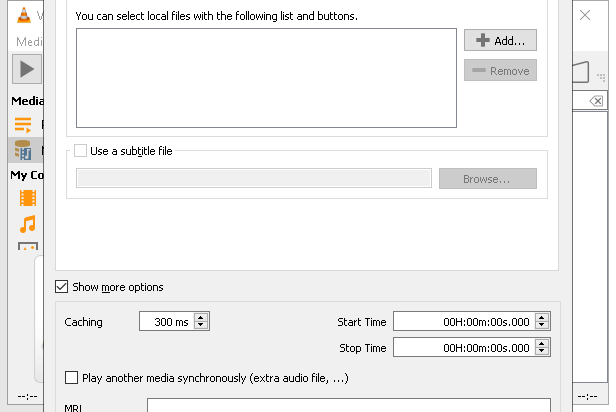 You can select local files with the following list and buttons.
Add...
Remove
Media
Use a subtitle file
Browse...
My Co
Show more options
Caching
300 ms
Start Time
00H:00m:00s.000
Stop Time
00H:00m:00s.000
Play another media synchronously (extra audio file, ...)
--:--
--:--
MRL